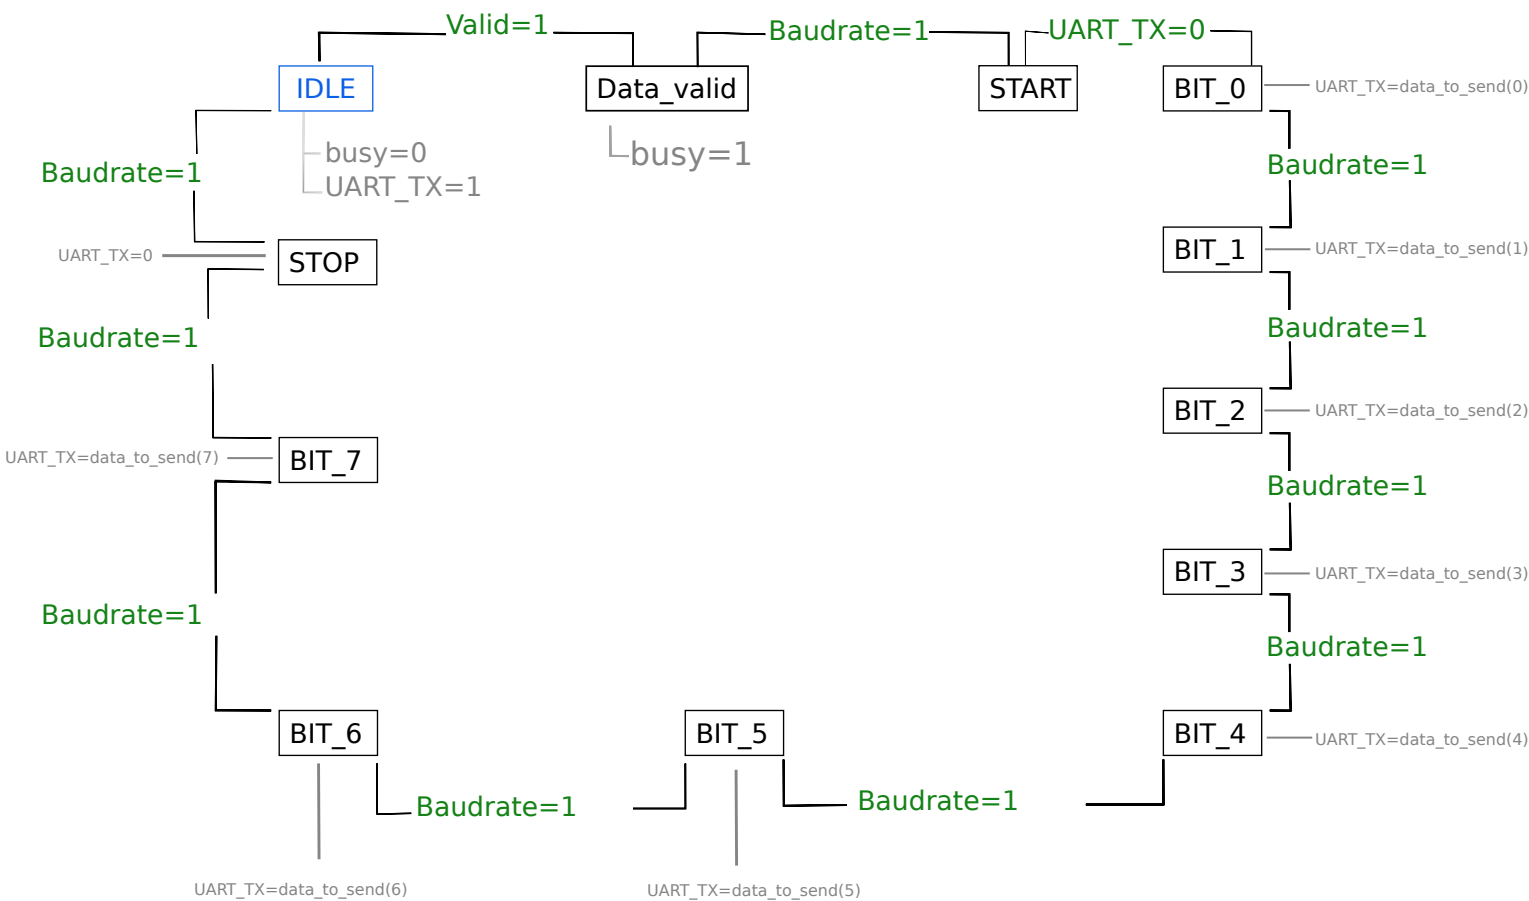 Valid=1
Baudrate=1
UART_TX=0
IDLE
Data_valid
START
BIT_0
UART_TX=data_to_send(0)
busy=0
busy=1
UART_TX=1
Baudrate=1
Baudrate=1
UART_TX=0
STOP
BIT_1
UART_TX=data_to_send(1)
Baudrate=1
Baudrate=1
BIT_2
UART_TX=data_to_send(2)
UART_TX=data_to_send(7)
BIT_7
Baudrate=1
BIT_3
UART_TX=data_to_send(3)
Baudrate=1
Baudrate=1
BIT_6
BIT_5
BIT_4
UART_TX=data_to_send(4)
Baudrate=1
Baudrate=1
UART_TX=data_to_send(6)
UART_TX=data_to_send(5)